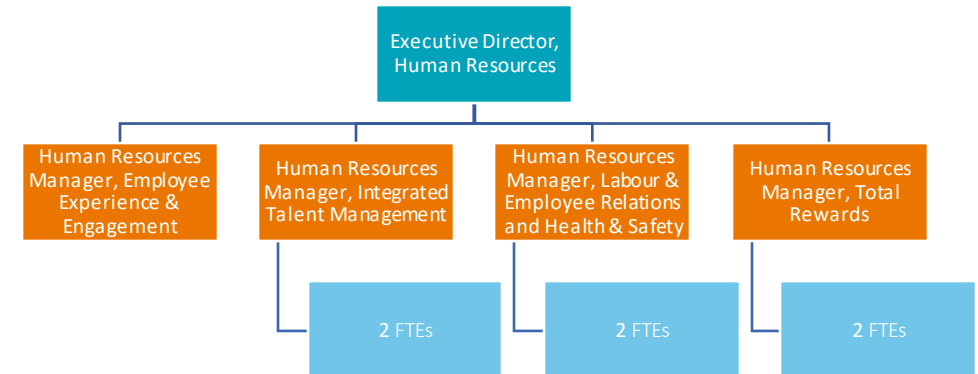 Executive Director,
Human Resources
Human Resources
Manager, Employee
Experience &
Engagement
Human Resources
Manager, Integrated
Talent Management
Human Resources
Manager, Labour &
Employee Relations
and Health & Safety
Human Resources
Manager, Total
Rewards
2 FTEs
2 FTEs
2 FTEs